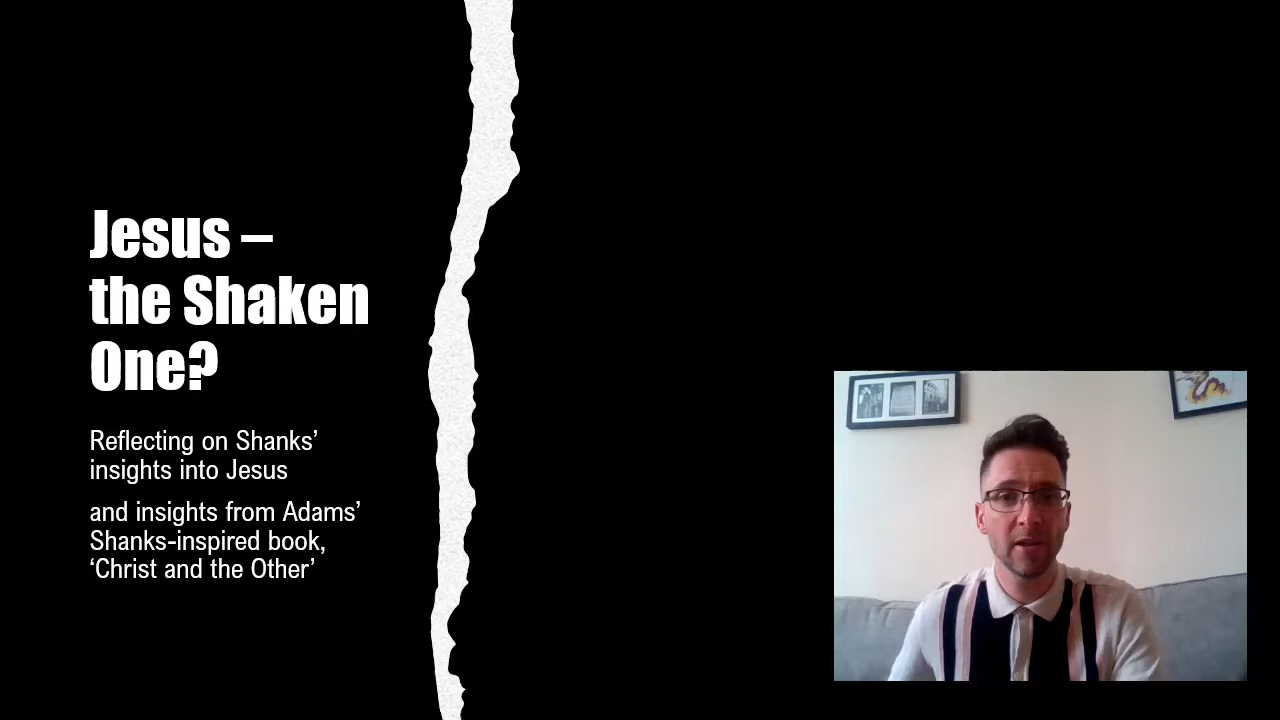 Jesus –
the Shaken
One?
Reflecting on Shanks’
insights into Jesus
and insights from Adams’
Shanks-inspired book,
‘Christ and the Other’